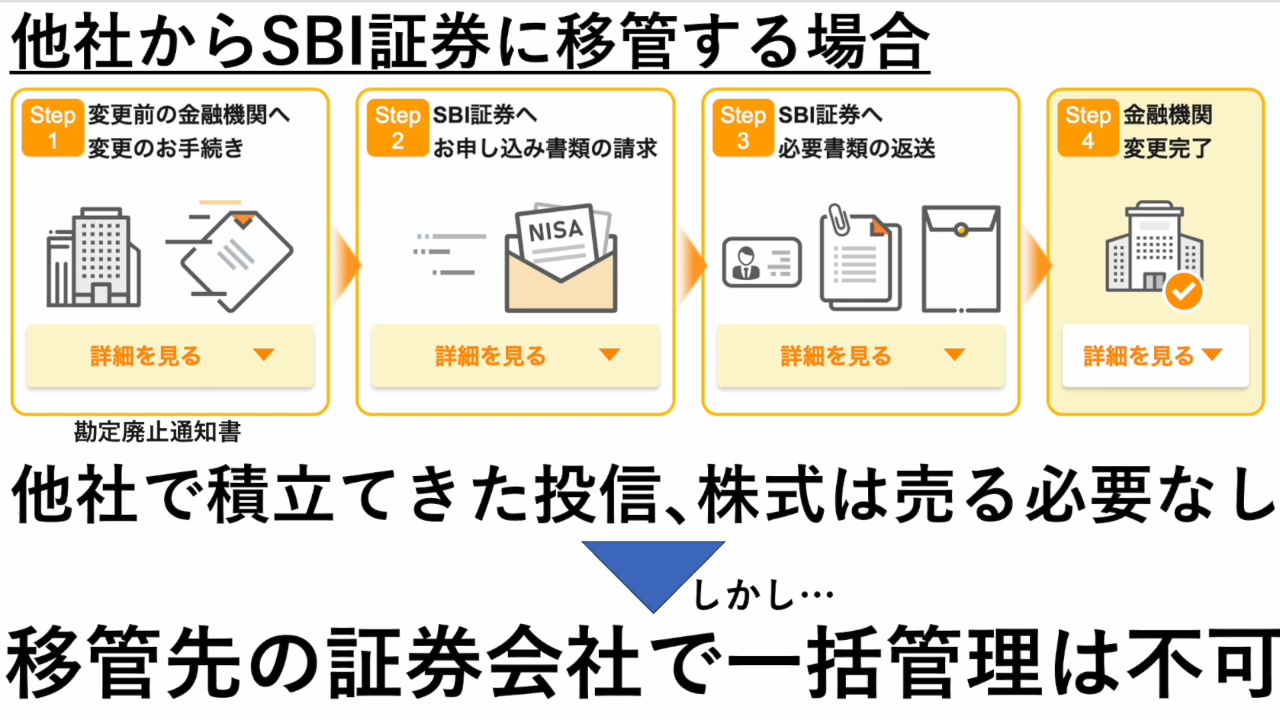 他社からSBI証券に移管する場合
Step 1
変更前の金融機関へ
変更のお手続き
詳細を見る
勘定廃止通知書
Step 2
SBI証券へ
お申し込み書類の請求
NISA
詳細を見る
Step 3
SBI証券へ
必要書類の返送
詳細を見る
Step 4
金融機関
変更完了
詳細を見る
他社で積立てきた投信、株式は売る必要なし
しかし…
移管先の証券会社で一括管理は不可